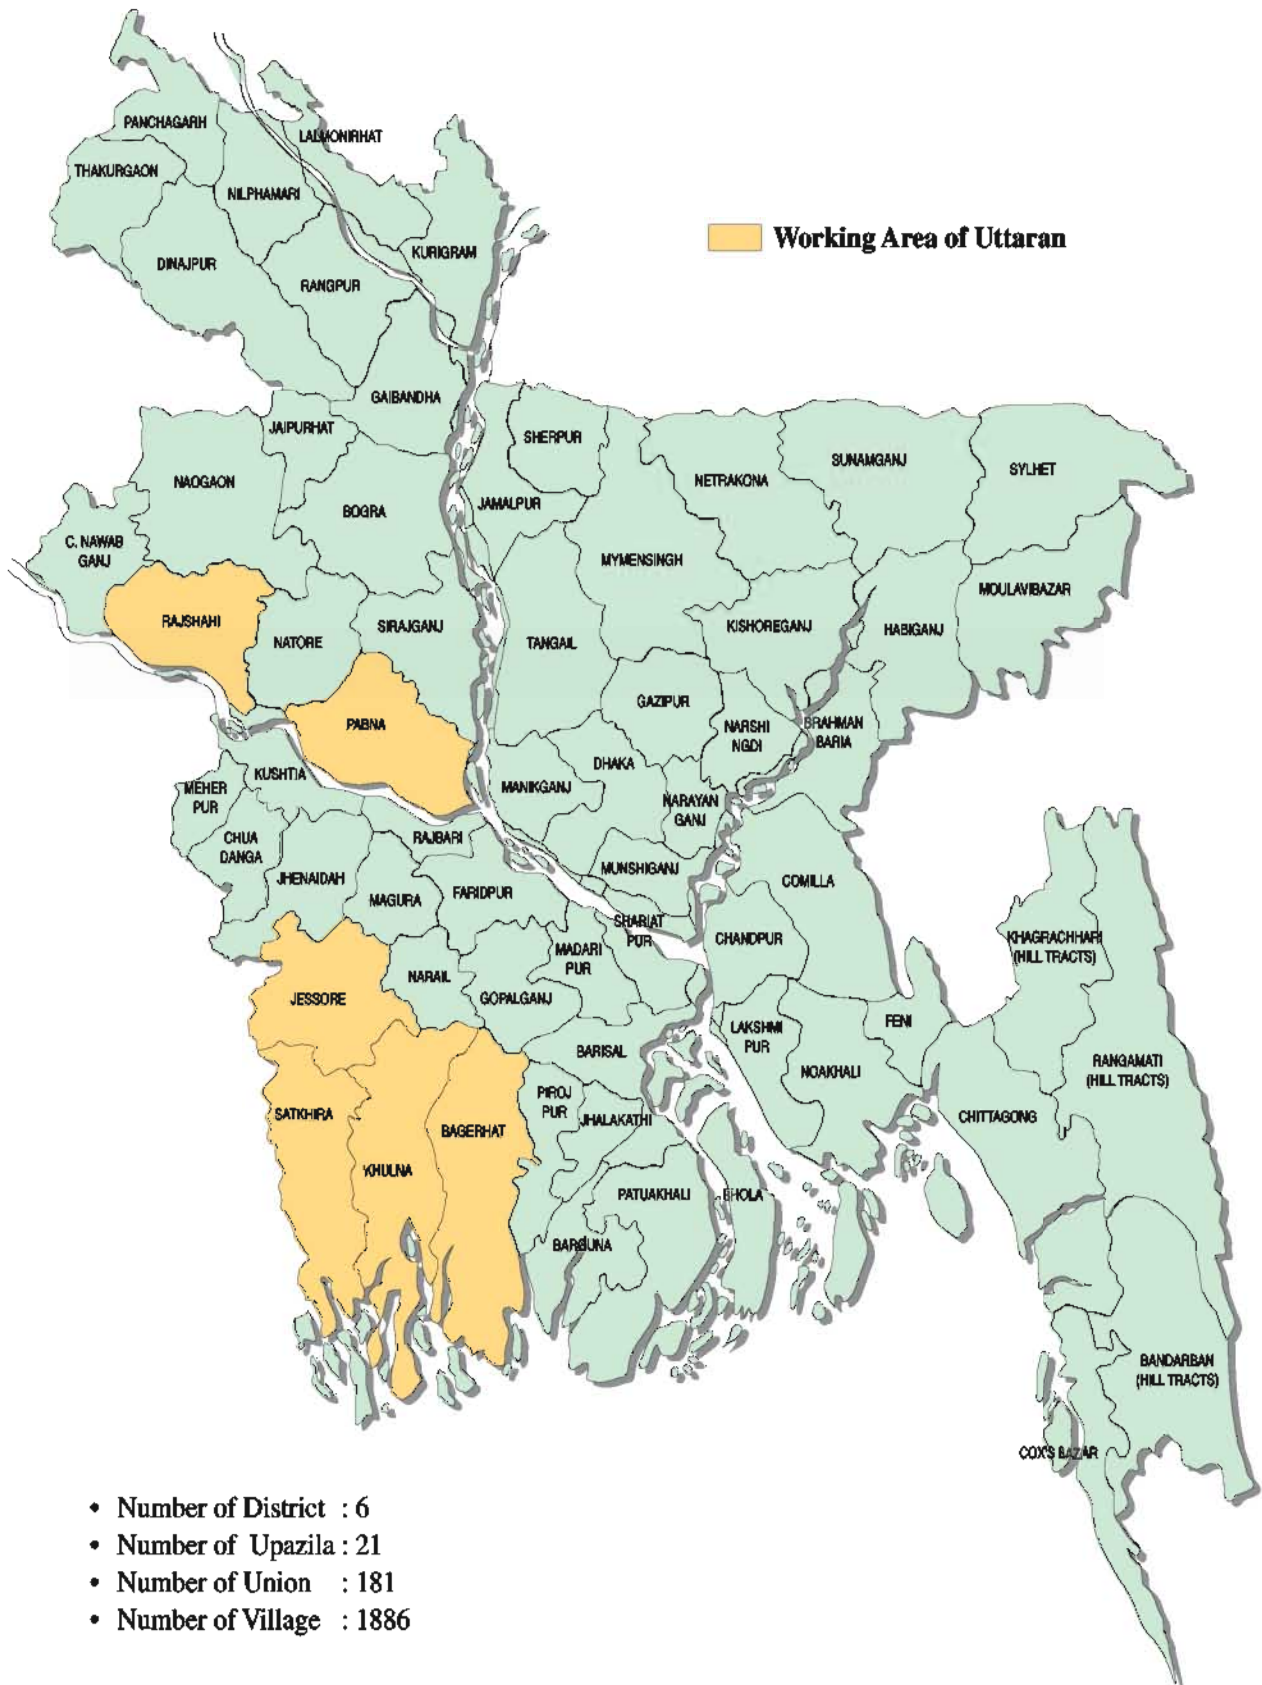 PANCHAGARH
LALMONIRHAT
THAKURGAON
NILPHAMARI
Working Area of Uttaran
KURIGRAM
DINAJPUR
RANGPUR
GAIBANDHA
JAIPURHAT
SHERPUR
SUNAMGANJ
SYLHET
NAOGAON
NETRAKONA
BOGRA
JAMALPUR
C. NAWAB
GANJ
MYMENSINGH
MOULAVIBAZAR
RAJSHAHI
SIRAJGANJ
KISHOREGANJ
HABIGANJ
NATORE
TANGAIL
GAZIPUR
PABNA
NARSHI
NGDI
BRAHMAN
BARIA
DHAKA
KUSHTIA
MEHER
PUR
MANIKGANJ
NARAYAN
GANJ
CHUA
DANGA
RAJBARI
MUNSHIGANJ
JHENAIDAH
COMILLA
MAGURA
FARIDPUR
SHARIAT
PUR
CHANDPUR
KHAGRACHHARI
(HILL TRACTS)
MADARI
PUR
NARAIL
JESSORE
GOPALGANJ
LAKSHMI
PUR
FENI
BARISAL
NOAKHALI
RANGAMATI
(HILL TRACTS)
PIROJ
PUR
SATKHIRA
JHALAKATHI
CHITTAGONG
BAGERHAT
KHULNA
PATUAKHALI
BHOLA
BARGUNA
BANDARBAN
(HILL TRACTS)
COX'S BAZAR
• Number of District : 6
• Number of Upazila : 21
• Number of Union : 181
• Number of Village : 1886